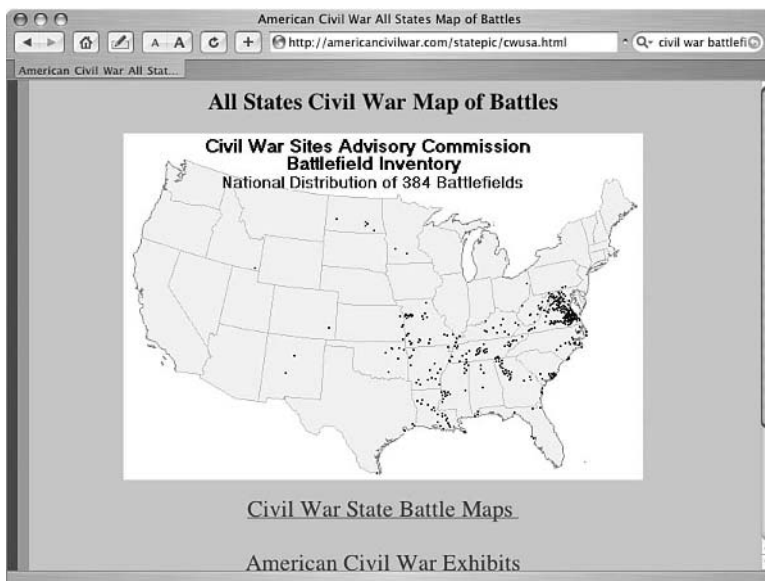 American Civil War All States Map of Battles
A A
http://americancivilwar.com/statepic/cwusa.html
civil war battlefi
American Civil War All Stat...
All States Civil War Map of Battles
Civil War Sites Advisory Commission
Battlefield Inventory
National Distribution of 384 Battlefields
Civil War State Battle Maps
American Civil War Exhibits